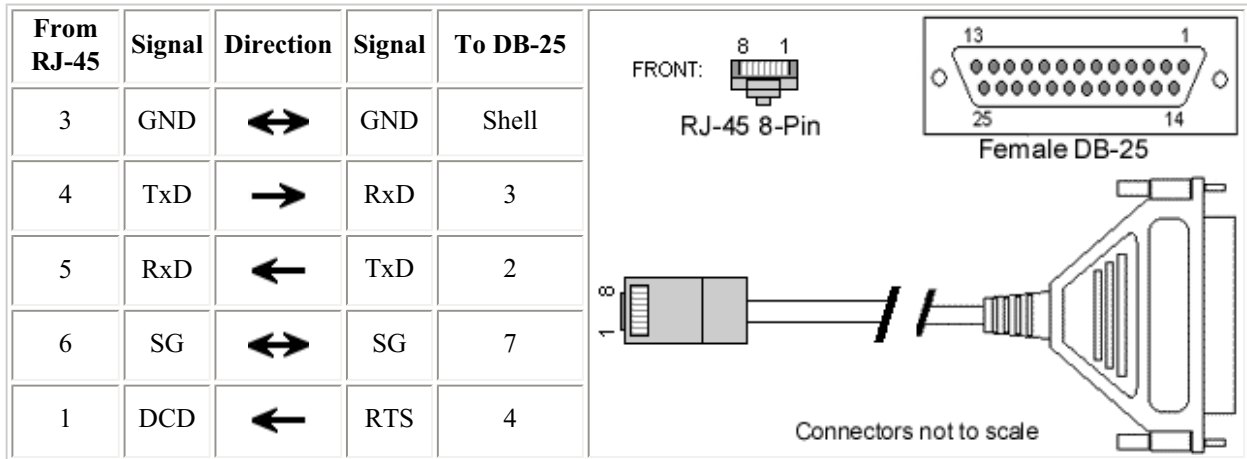 From RJ-45 Signal Direction Signal To DB-25
3 GND GND Shell
4 TxD RxD 3
5 RxD TxD 2
6 SG SG 7
1 DCD RTS 4
8 1
FRONT:
RJ-45 8-Pin
13 1
25 14
Female DB-25
8
1
Connectors not to scale